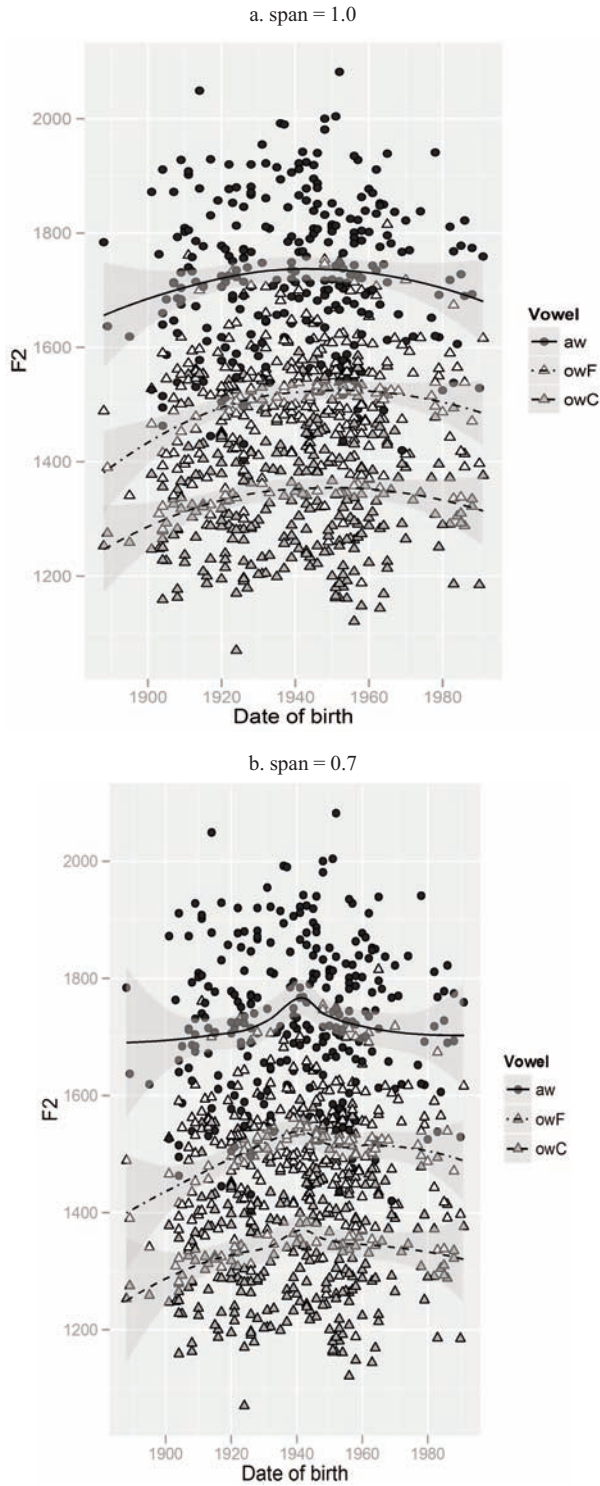 a. span = 1.0
2000
1800
1600
1400
1200
F2
1900 1920 1940 1960 1980
Date of birth
Vowel
aw
owF
owC
b. span = 0.7
2000
1800
1600
1400
1200
F2
1900 1920 1940 1960 1980
Date of birth
Vowel
aw
owF
owC